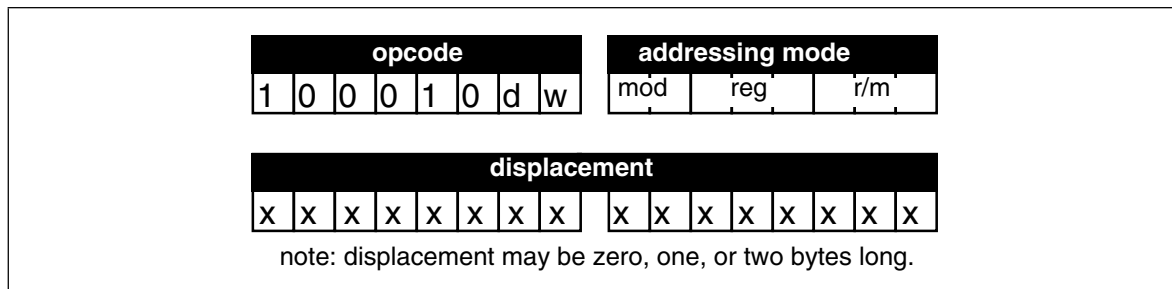 opcode addressing mode
1 0 0 0 1 0 d w mod reg r/m
displacement
x x x x x x x x x x x x x x x x
note: displacement may be zero, one, or two bytes long.